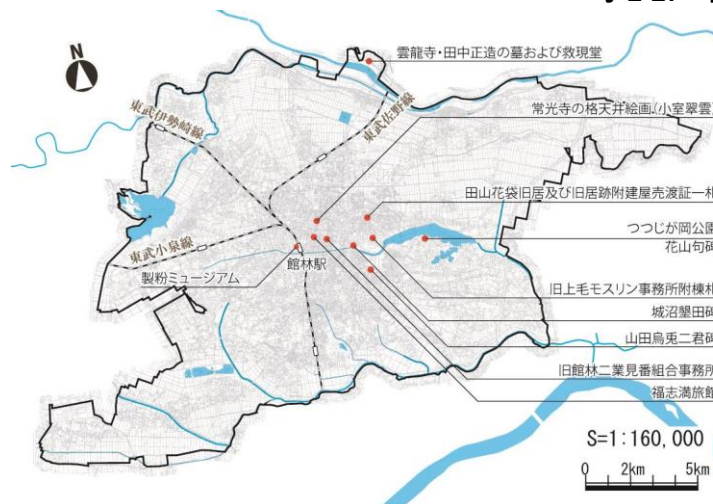 N
雲龍寺・田中正造の墓および救現堂
東武伊勢崎線
東武佐野線
常光寺の格天井絵画(小室翠雲)
田山花袋旧居及び旧居跡附建屋売渡証一札
つつじが岡公園
花山句碑
東武小泉線
館林駅
製粉ミュージアム
旧上毛モスリン事務所附棟札
城沼墾田碑
山田烏兎二君碑
旧館林二業見番組合事務所
福志満旅館
S=1:160,000
0 2km 5km